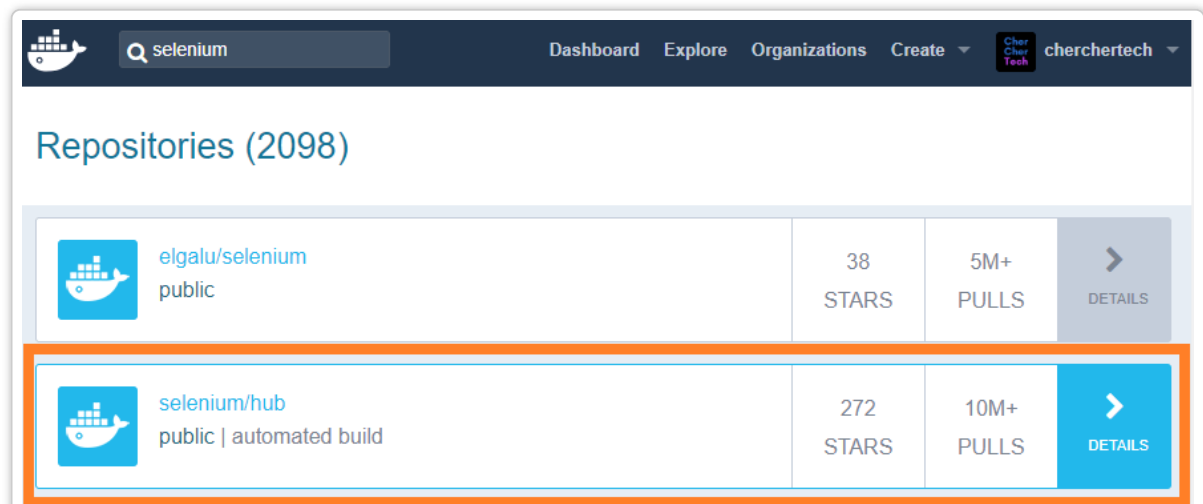 selenium Dashboard Explore Organizations Create Cher Cher Tech cherchertech
Repositories (2098)
elgalu/selenium
public
38
STARS
5M+
PULLS
DETAILS
selenium/hub
public | automated build
272
STARS
10M+
PULLS
DETAILS